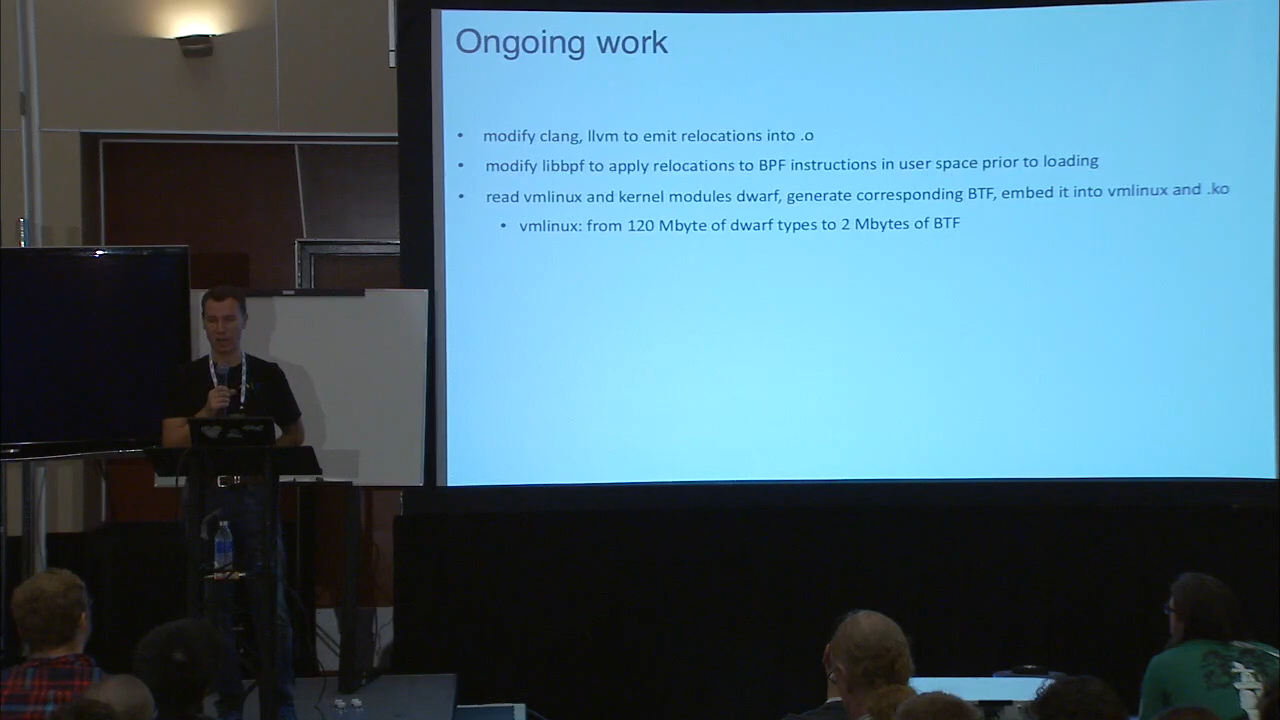 Ongoing work
• modify clang, llvm to emit relocations into .o
• modify libbpf to apply relocations to BPF instructions in user space prior to loading
• read vmlinux and kernel modules dwarf, generate corresponding BTF, embed it into vmlinux and .ko
• vmlinux: from 120 Mbyte of dwarf types to 2 Mbytes of BTF